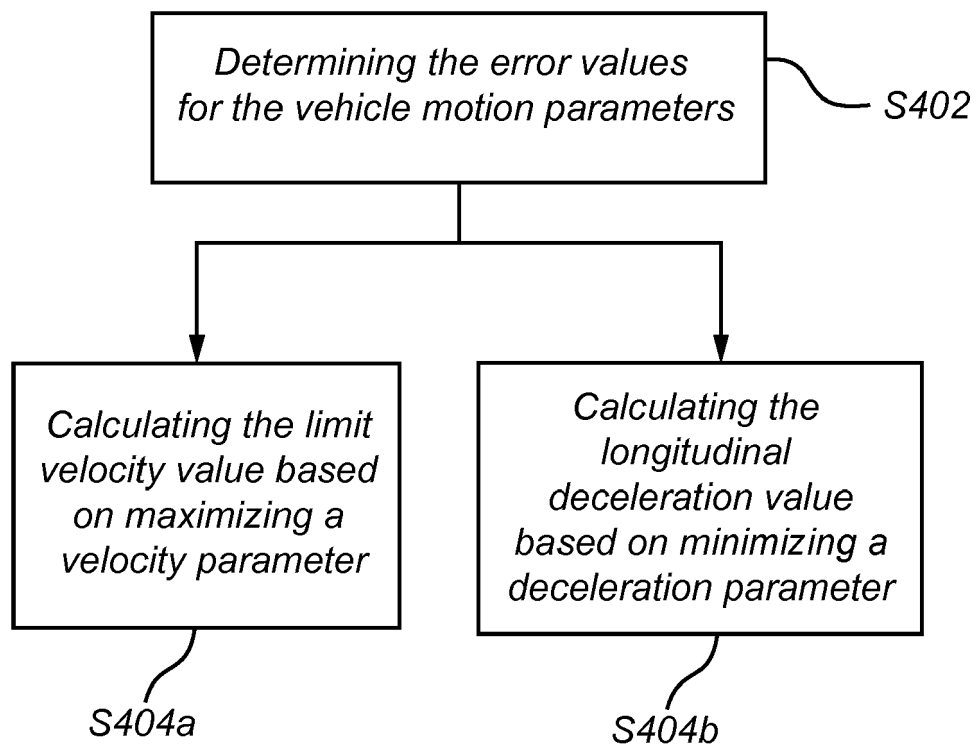 Determining the error values
for the vehicle motion parameters
S402
Calculating the limit
velocity value based
on maximizing a
velocity parameter
S404a
Calculating the
longitudinal
deceleration value
based on minimizing a
deceleration parameter
S404b